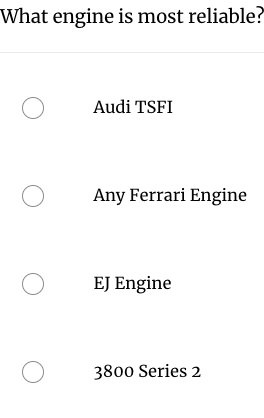 What engine is most reliable?
Audi TSFI
Any Ferrari Engine
EJ Engine
3800 Series 2